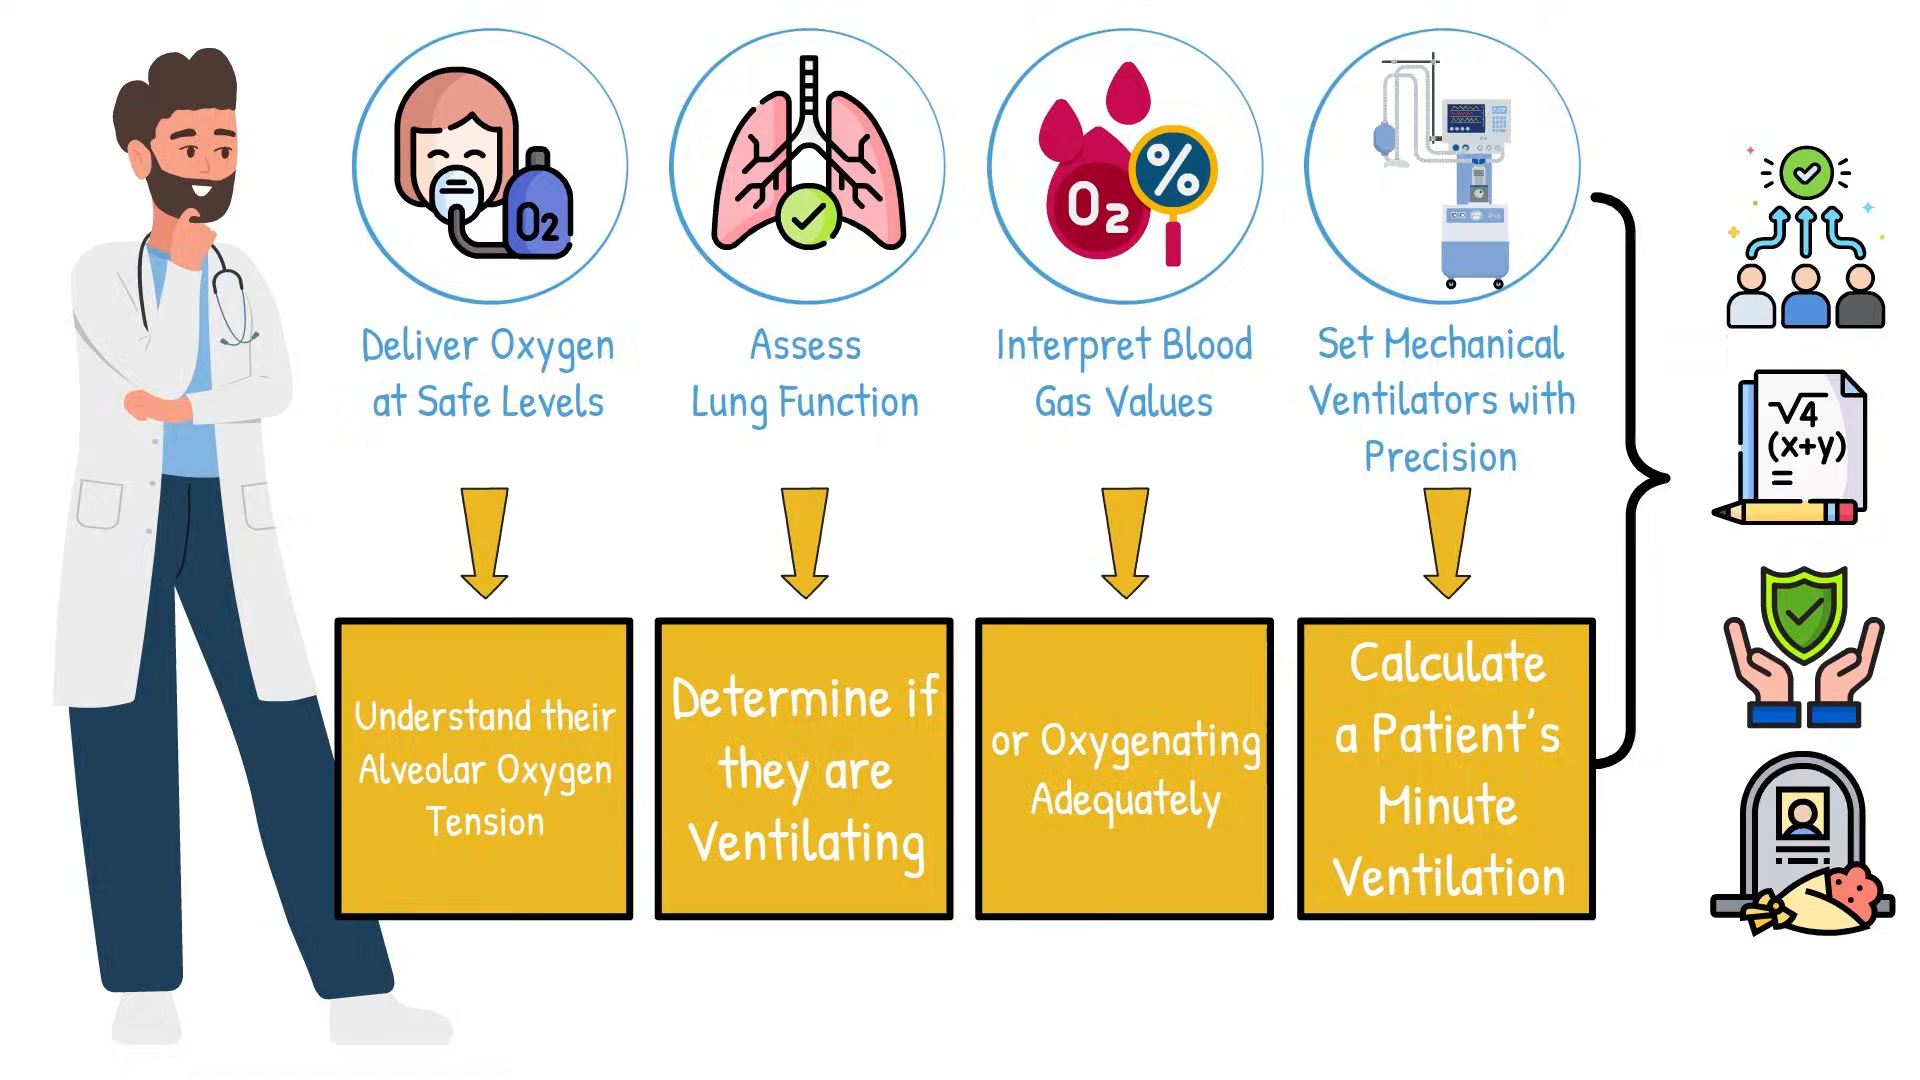 O2
Deliver Oxygen
at Safe Levels
Assess
Lung Function
O2
%
Interpret Blood
Gas Values
Set Mechanical
Ventilators with
Precision
Understand their
Alveolar Oxygen
Tension
Determine if
they are
Ventilating
or Oxygenating
Adequately
Calculate
a Patient's
Minute
Ventilation
√4
(x+y)
=